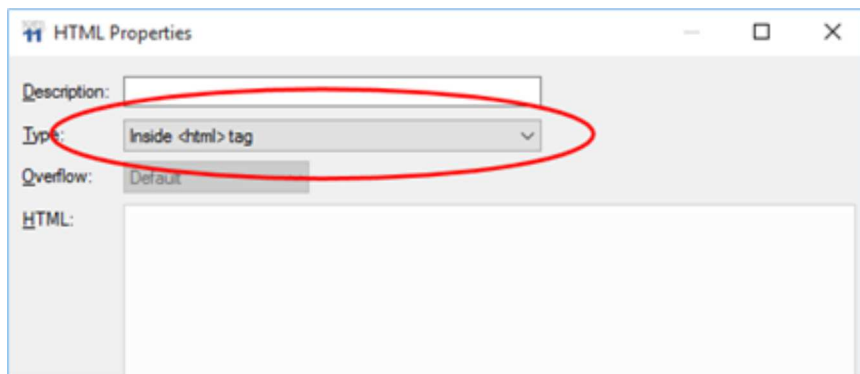 HTML Properties
Description:
Type: Inside <html> tag
Overflow: Default
HTML: